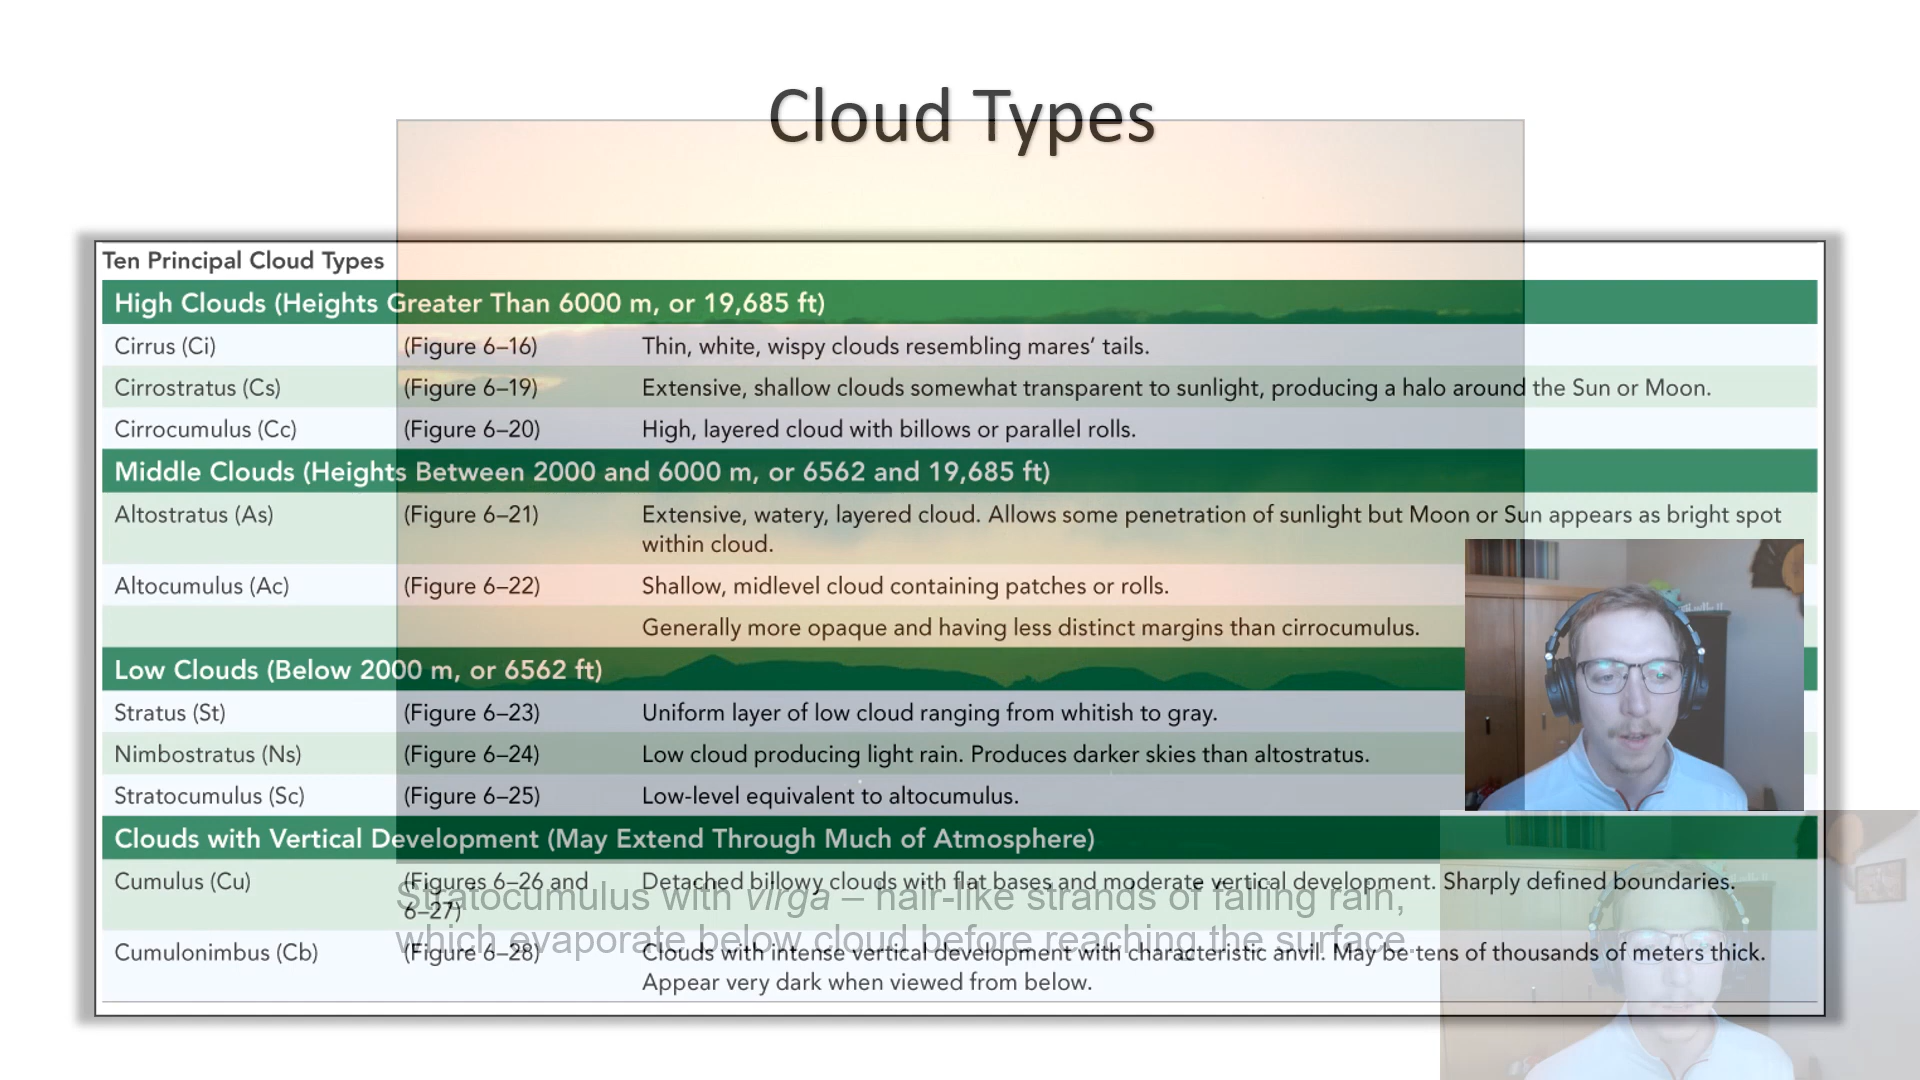 Cloud Types
Ten Principal Cloud Types
High Clouds (Heights Greater Than 6000 m, or 19,685 ft)
Cirrus (Ci) (Figure 6–16) Thin, white, wispy clouds resembling mares’ tails.
Cirrostratus (Cs) (Figure 6–19) Extensive, shallow clouds somewhat transparent to sunlight, producing a halo around the Sun or Moon.
Cirrocumulus (Cc) (Figure 6–20) High, layered cloud with billows or parallel rolls.
Middle Clouds (Heights Between 2000 and 6000 m, or 6562 and 19,685 ft)
Altostratus (As) (Figure 6–21) Extensive, watery, layered cloud. Allows some penetration of sunlight but Moon or Sun appears as bright spot
within cloud.
Altocumulus (Ac) (Figure 6–22) Shallow, midlevel cloud containing patches or rolls.
Generally more opaque and having less distinct margins than cirrocumulus.
Low Clouds (Below 2000 m, or 6562 ft)
Stratus (St) (Figure 6–23) Uniform layer of low cloud ranging from whitish to gray.
Nimbostratus (Ns) (Figure 6–24) Low cloud producing light rain. Produces darker skies than altostratus.
Stratocumulus (Sc) (Figure 6–25) Low-level equivalent to altocumulus.
Clouds with Vertical Development (May Extend Through Much of Atmosphere)
Cumulus (Cu) (Figures 6–26 and Detached billowy clouds with flat bases and moderate vertical development. Sharply defined boundaries.
6–27)
Cumulonimbus (Cb) (Figure 6–28) Clouds with intense vertical development with characteristic anvil. May be tens of thousands of meters thick.
Appear very dark when viewed from below.
Stratocumulus with virga – hair-like strands of falling rain,
which evaporate below cloud before reaching the surface.